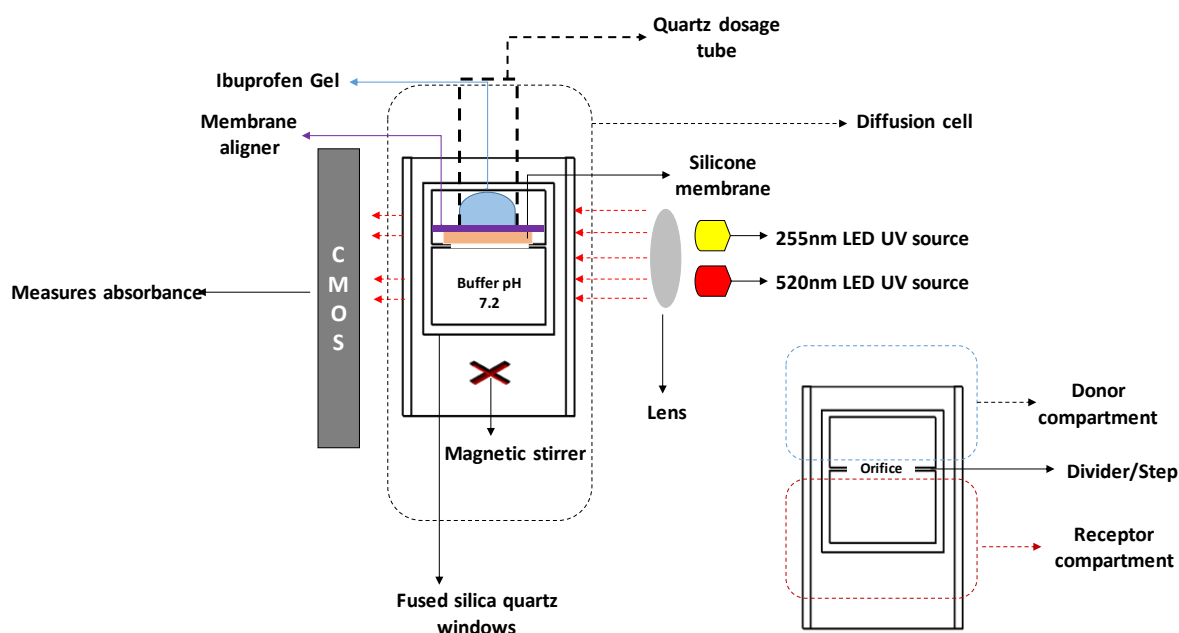 Quartz dosage
tube
Ibuprofen Gel
Membrane
aligner
Diffusion cell
Silicone
membrane
CMOS
255nm LED UV source
520nm LED UV source
Measures absorbance
Buffer pH
7.2
Lens
Magnetic stirrer
Fused silica quartz
windows
Donor
compartment
Orifice
Divider/Step
Receptor
compartment